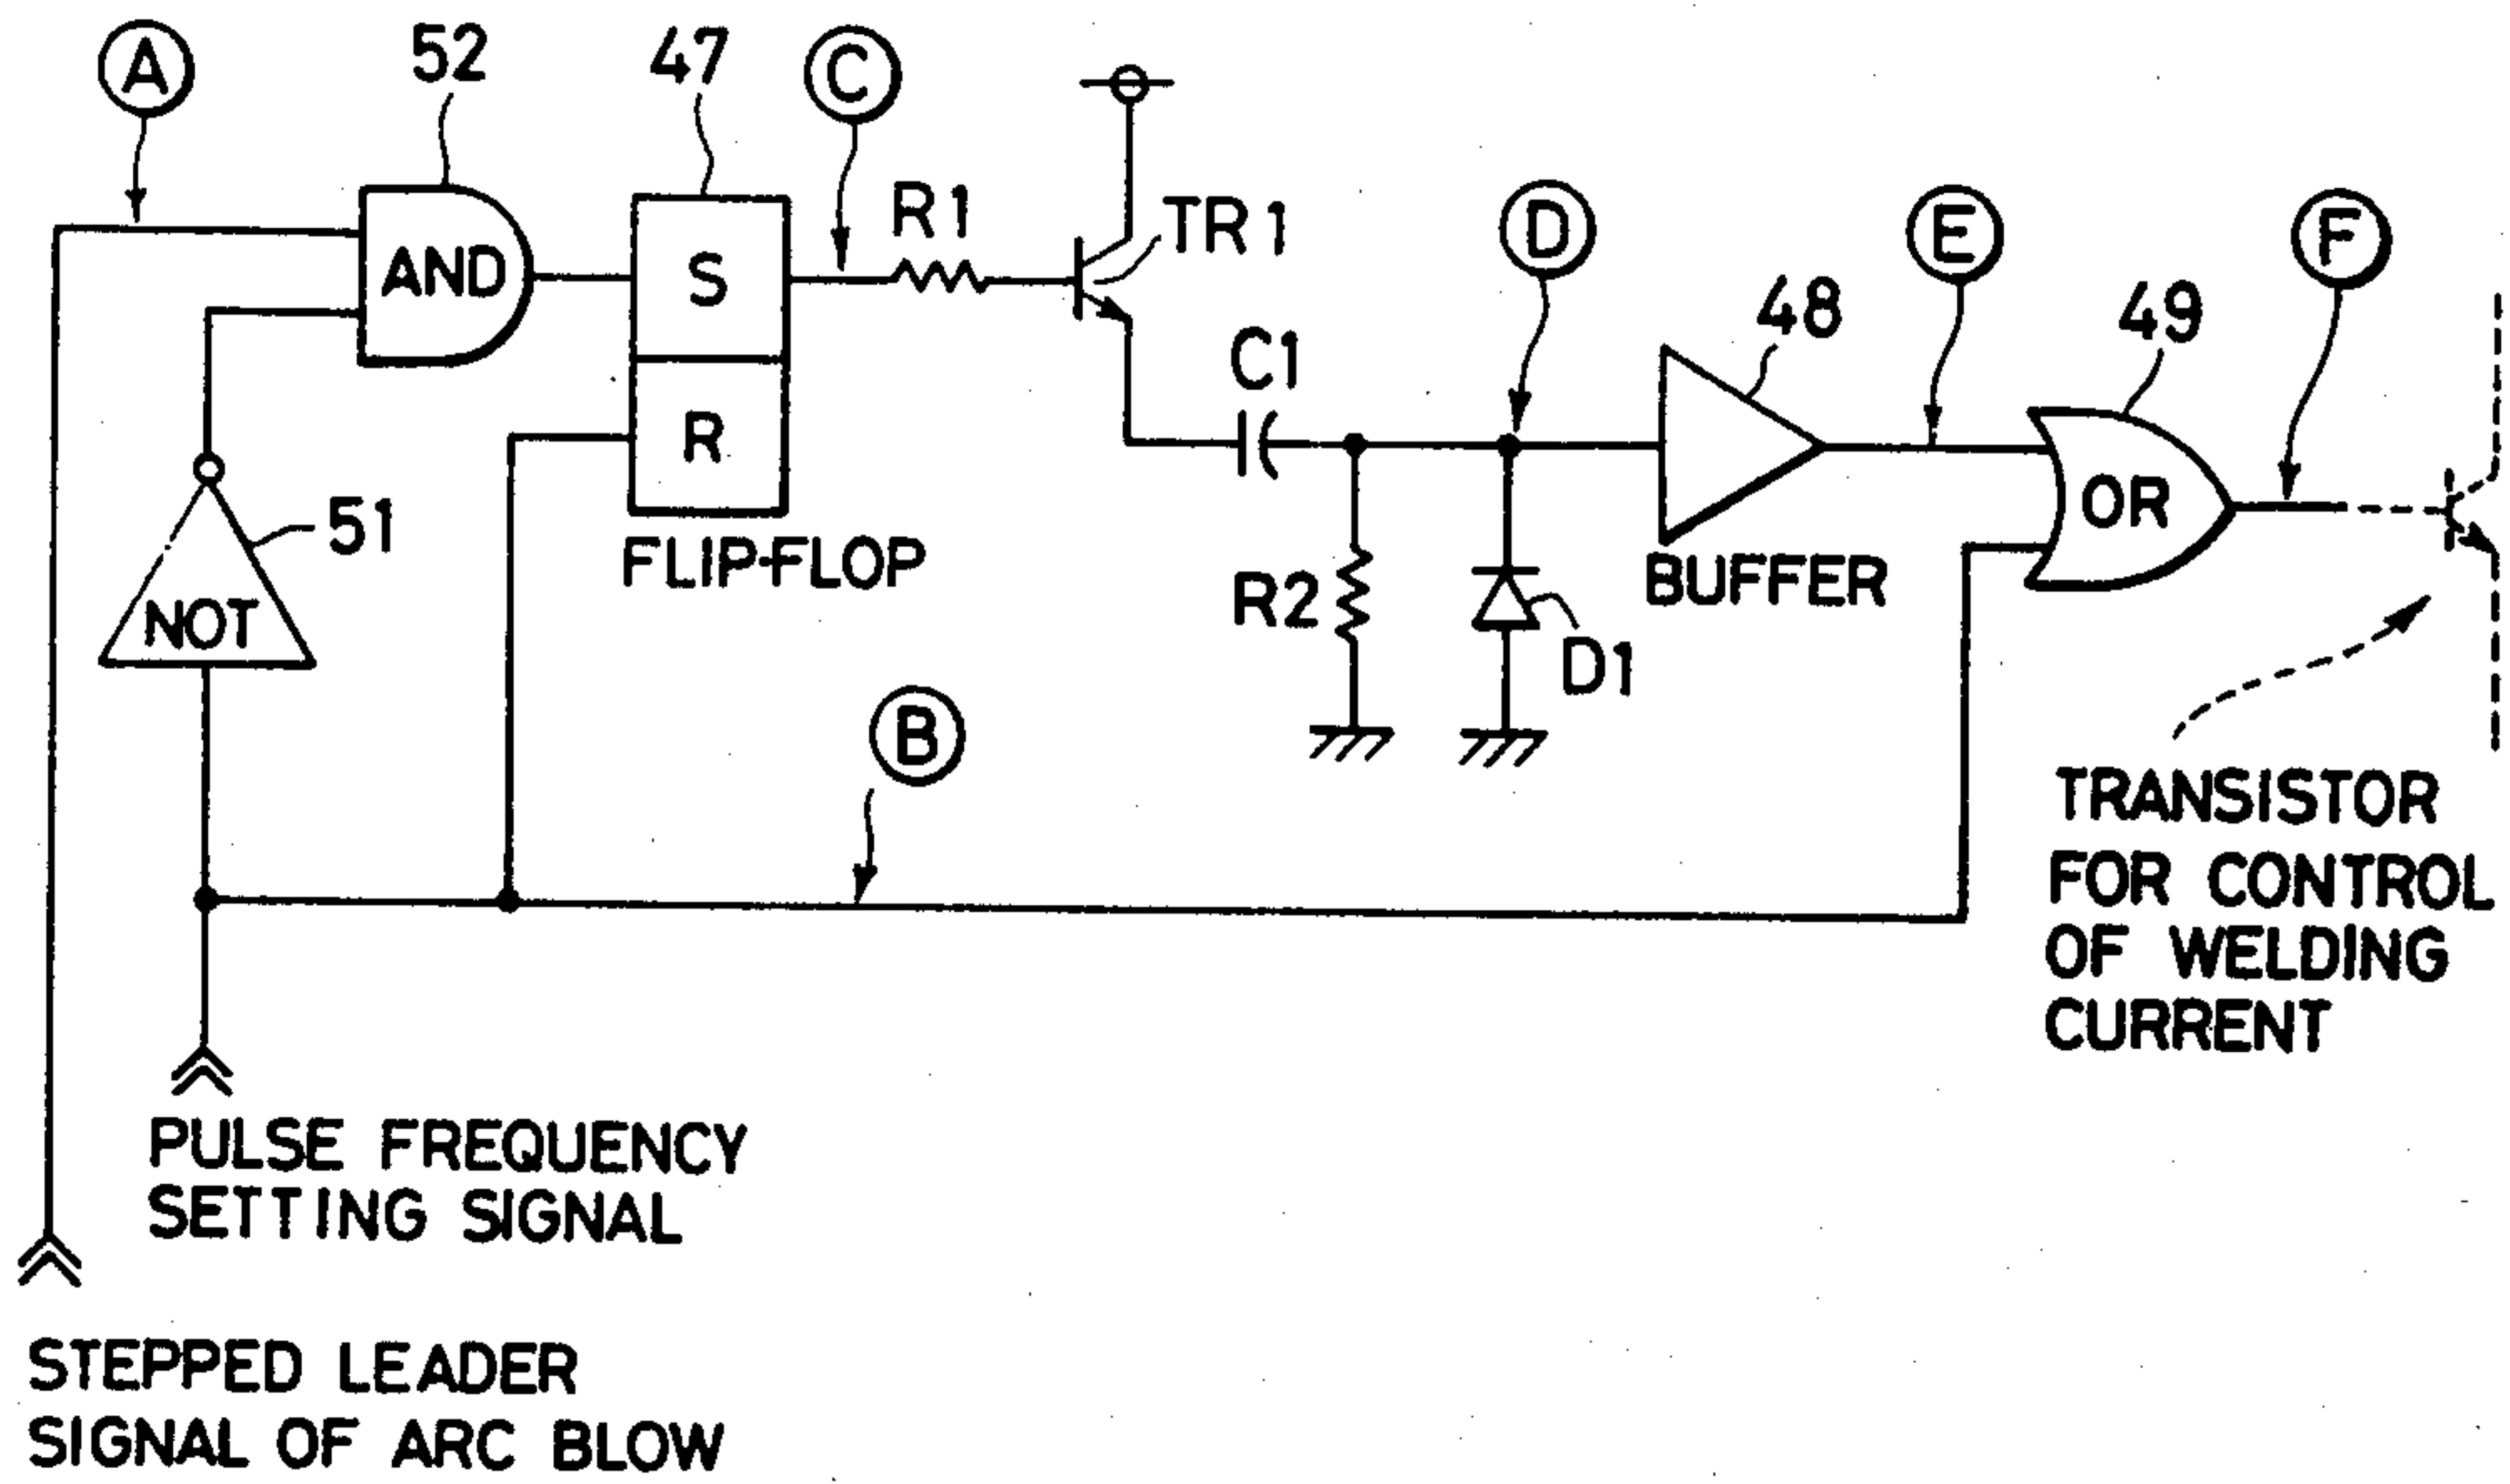 A
52
47
C
R1
TR1
D
E
F
AND
S
C1
48
49
R
51
NOT
FLIP-FLOP
R2
D1
BUFFER
OR
B
TRANSISTOR
FOR CONTROL
OF WELDING
CURRENT
PULSE FREQUENCY
SETTING SIGNAL
STEPPED LEADER
SIGNAL OF ARC BLOW